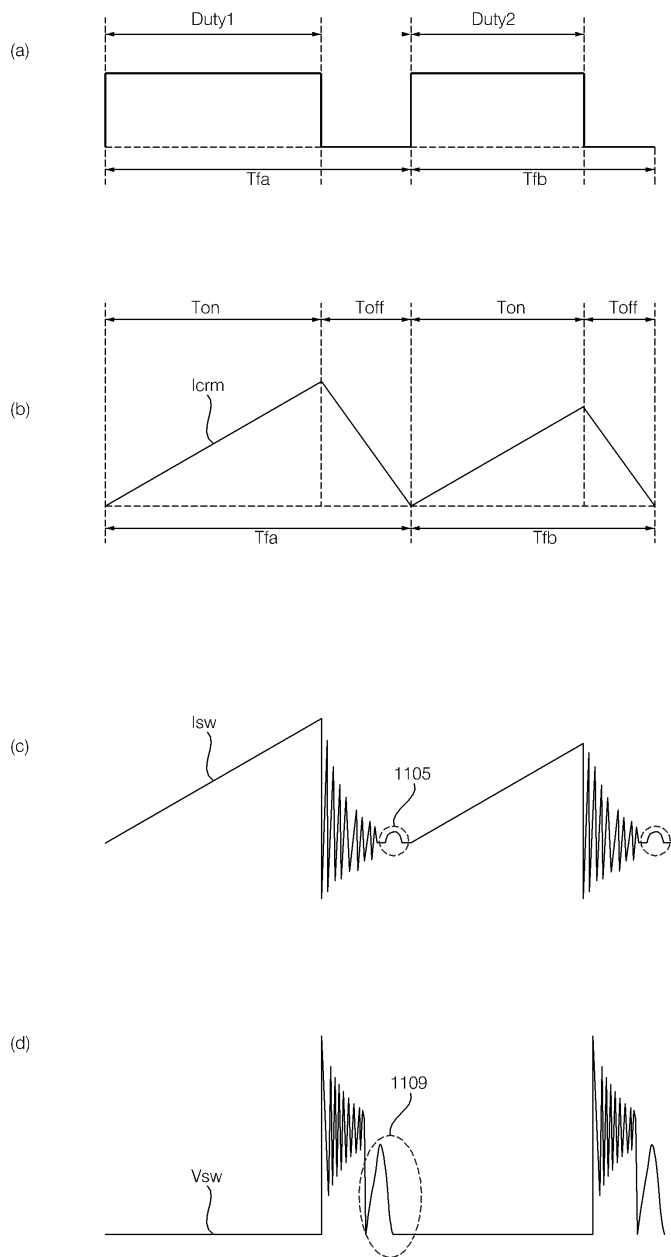 Duty1 Duty2
(a)
Tfa Tfb
Ton Toff Ton Toff
Icrm
(b)
Tfa Tfb
Isw
(c)
1105
(d)
1109
Vsw